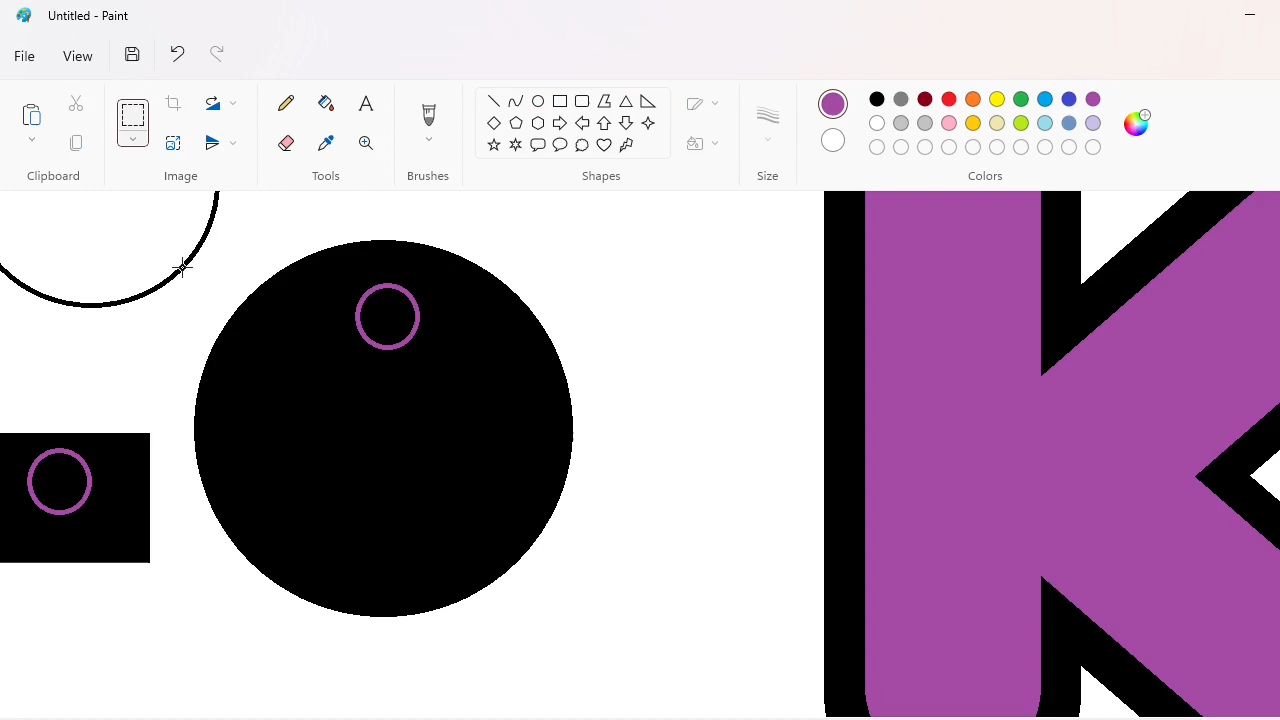 Untitled - Paint
File View
Clipboard Image Tools Brushes Shapes Size Colors
K